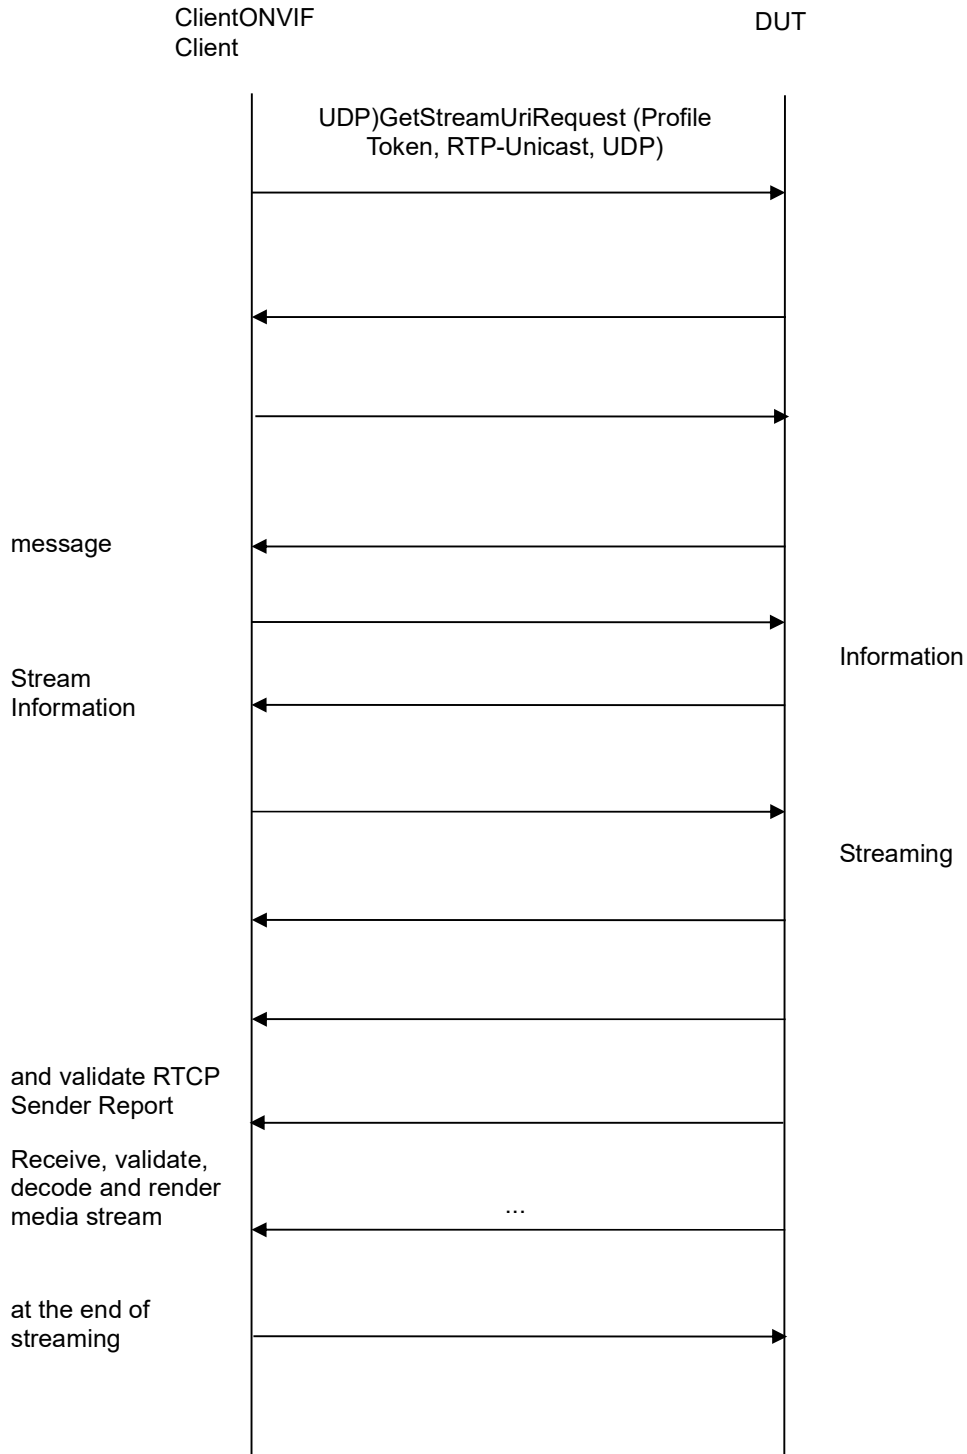 ClientONVIF
Client
DUT
UDP)GetStreamUriRequest (Profile
Token, RTP-Unicast, UDP)
message
Information
Stream
Information
Streaming
and validate RTCP
Sender Report
Receive, validate,
decode and render
media stream
...
at the end of
streaming